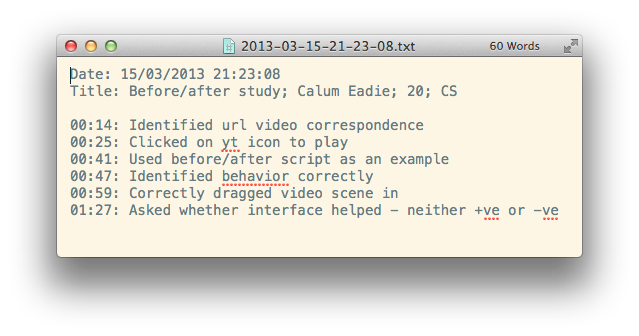 2013-03-15-21-23-08.txt
60 Words
Date: 15/03/2013 21:23:08
Title: Before/after study; Calum Eadie; 20; CS
00:14: Identified url video correspondence
00:25: Clicked on yt icon to play
00:41: Used before/after script as an example
00:47: Identified behavior correctly
00:59: Correctly dragged video scene in
01:27: Asked whether interface helped - neither +ve or -ve